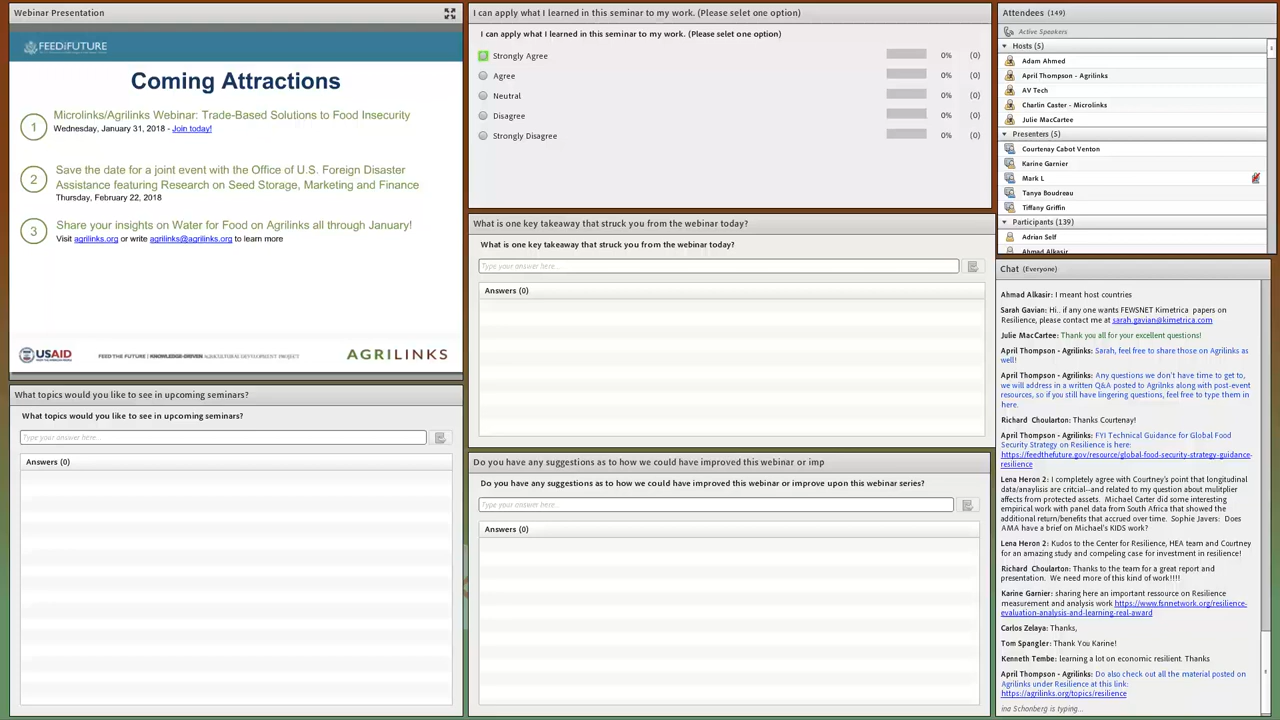 Webinar Presentation
FEEDiFUTURE
Coming Attractions
1
Microlinks/Agrilinks Webinar: Trade-Based Solutions to Food Insecurity
Wednesday, January 31, 2018 - Join today!
2
Save the date for a joint event with the Office of U.S. Foreign Disaster
Assistance featuring Research on Seed Storage, Marketing and Finance
Thursday, February 22, 2018
3
Share your insights on Water for Food on Agrilinks all through January!
Visit agrilinks.org or write agrilinks@agrilinks.org to learn more
USAID
FEED THE FUTURE | KNOWLEDGE-DRIVEN AGRICULTURAL DEVELOPMENT PROJECT
AGRILINKS
What topics would you like to see in upcoming seminars?
What topics would you like to see in upcoming seminars?
Type your answer here...
Answers (0)
I can apply what I learned in this seminar to my work. (Please selet one option)
I can apply what I learned in this seminar to my work. (Please selet one option)
Strongly Agree 0% (0)
Agree 0% (0)
Neutral 0% (0)
Disagree 0% (0)
Strongly Disagree 0% (0)
What is one key takeaway that struck you from the webinar today?
What is one key takeaway that struck you from the webinar today?
Type your answer here...
Answers (0)
Do you have any suggestions as to how we could have improved this webinar or imp
Do you have any suggestions as to how we could have improved this webinar or improve upon this webinar series?
Type your answer here...
Answers (0)
Attendees (149)
Active Speakers
Hosts (5)
Adam Ahmed
April Thompson - Agrilinks
AV Tech
Charlin Caster - Microlinks
Julie MacCartee
Presenters (5)
Courtenay Cabot Venton
Karine Garnier
Mark L
Tanya Boudreau
Tiffany Griffin
Participants (139)
Adrian Self
Ahmad Alkasir
Chat (Everyone)
Ahmad Alkasir: I meant host countries
Sarah Gavian: Hi.. if any one wants FEWSNET Kimetrica papers on
Resilience, please contact me at sarah.gavian@kimetrica.com
Julie MacCartee: Thank you all for your excellent questions!
April Thompson - Agrilinks: Sarah, feel free to share those on Agrilinks as
well!
April Thompson - Agrilinks: Any questions we don't have time to get to,
we will address in a written Q&A posted to Agrilnks along with post-event
resources, so if you still have lingering questions, feel free to type them in
here.
Richard Choularton: Thanks Courtenay!
April Thompson - Agrilinks: FYI Technical Guidance for Global Food
Security Strategy on Resilience is here:
https://feedthefuture.gov/resource/global-food-security-strategy-guidance-
resilience
Lena Heron 2: I completely agree with Courtney's point that longitudinal
data/anaylisis are critcial--and related to my question about mulitplier
affects from protected assets. Michael Carter did some interesting
empirical work with panel data from South Africa that showed the
additional return/benefits that accrued over time. Sophie Javers: Does
AMA have a brief on Michael's KIDS work?
Lena Heron 2: Kudos to the Center for Resilience, HEA team and Courtney
for an amazing study and compeling case for investment in resilience!
Richard Choularton: Thanks to the team for a great report and
presentation. We need more of this kind of work!!!!
Karine Garnier: sharing here an important ressource on Resilience
measurement and analysis work https://www.fsnnetwork.org/resilience-
evaluation-analysis-and-learning-real-award
Carlos Zelaya: Thanks,
Tom Spangler: Thank You Karine!
Kenneth Tembe: learning a lot on economic resilient. Thanks
April Thompson - Agrilinks: Do also check out all the material posted on
Agrilinks under Resilience at this link:
https://agrilinks.org/topics/resilience
ina Schonberg is typing...